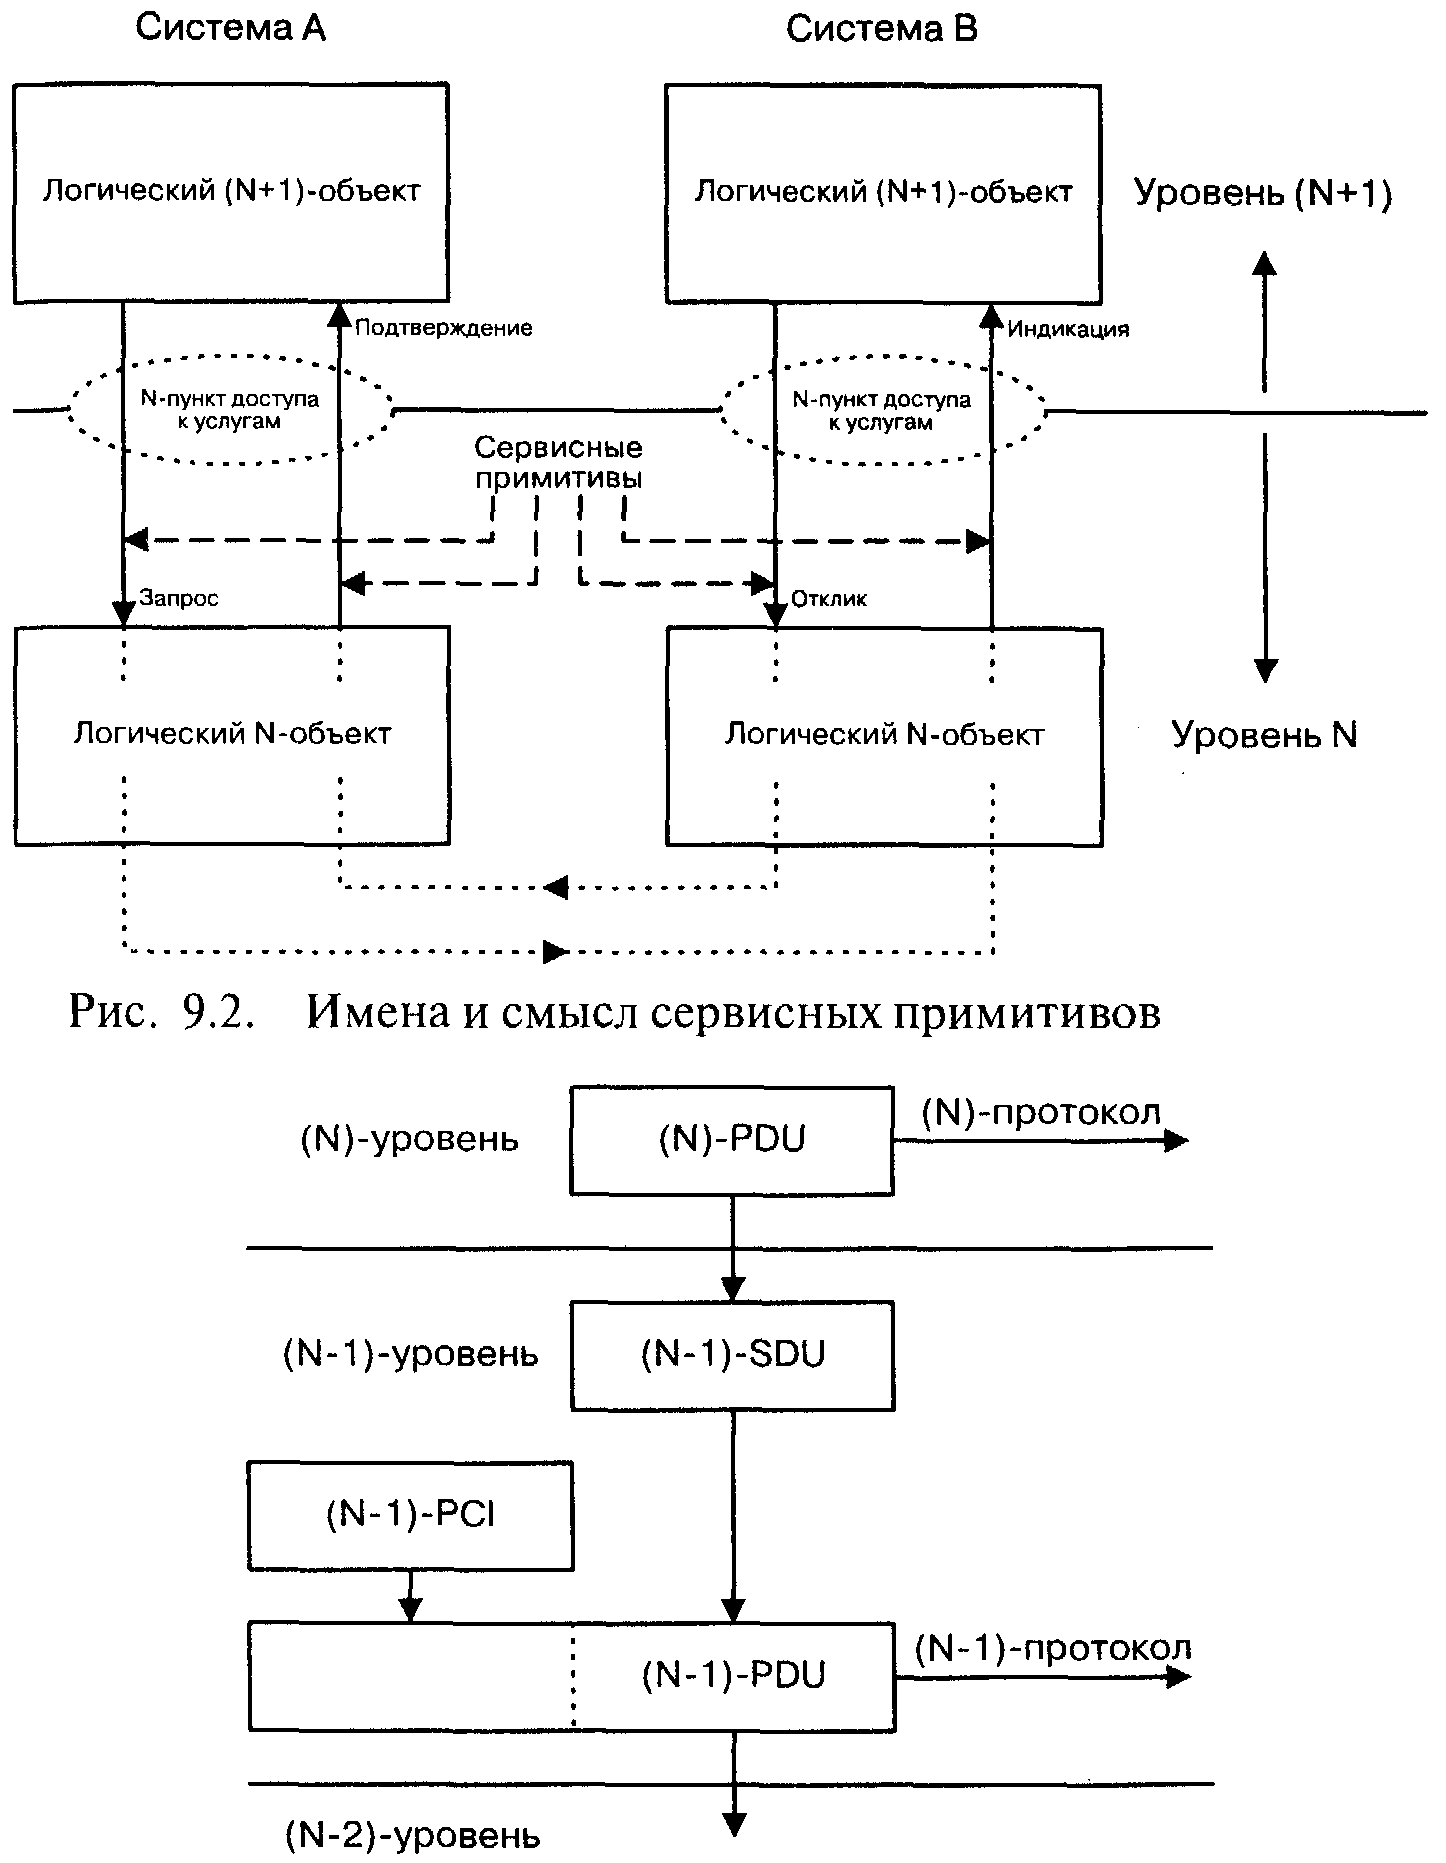 Система А
Система В
Логический (N+1)-объект
Логический (N+1)-объект
Уровень (N+1)
Подтверждение
Индикация
N-пункт доступа
к услугам
N-пункт доступа
к услугам
Сервисные
примитивы
Запрос
Отклик
Логический N-объект
Логический N-объект
Уровень N
Рис. 9.2. Имена и смысл сервисных примитивов
(N)-уровень
(N)-PDU
(N)-протокол
(N-1)-уровень
(N-1)-SDU
(N-1)-PCI
(N-1)-PDU
(N-1)-протокол
(N-2)-уровень